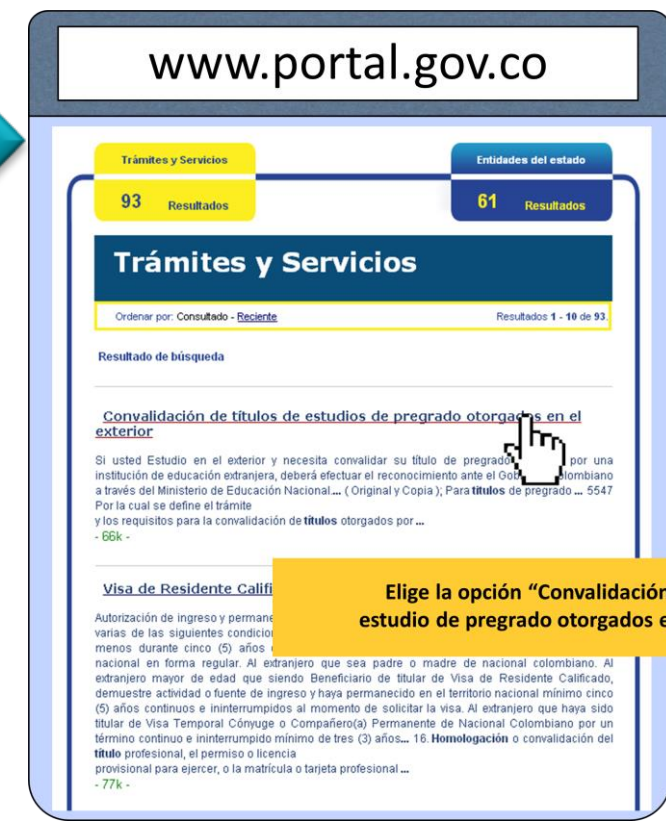 www.portal.gov.co
Trámites y Servicios
Entidades del estado
93 Resultados
61 Resultados
Trámites y Servicios
Ordenar por: Consultado - Reciente
Resultados 1 - 10 de 93.
Resultado de búsqueda
Convalidación de títulos de estudios de pregrado otorgados en el
exterior
Si usted Estudio en el exterior y necesita convalidar su título de pregrado por una
institución de educación extranjera, deberá efectuar el reconocimiento ante el
a través del Ministerio de Educación Nacional.... ( Original y Copia ); Para títulos de pregrado ... 5547
Por la cual se define el trámite
y los requisitos para la convalidación de títulos otorgados por ...
- 66k -
Visa de Residente
Elige la opción “Convalidación
estudio de pregrado otorgados
Autorización de ingreso y
varias de las siguientes
menos durante cinco (5) años
nacional en forma regular. Al extranjero que sea padre o madre de nacional colombiano. Al
extranjero mayor de edad que siendo Beneficiario de titular de Visa de Residente Calificado,
demuestre actividad o fuente de ingreso y haya permanecido en el territorio nacional mínimo cinco
(5) años continuos e ininterrumpidos al momento de solicitar la visa. Al extranjero que haya sido
titular de Visa Temporal Cónyuge o Compañero(a) Permanente de Nacional Colombiano por un
término continuo e ininterrumpido mínimo de tres (3) años... 16. Homologación o convalidación del
título profesional, el permiso o licencia
provisional para ejercer, o la matrícula o tarjeta profesional ...
- 77k -